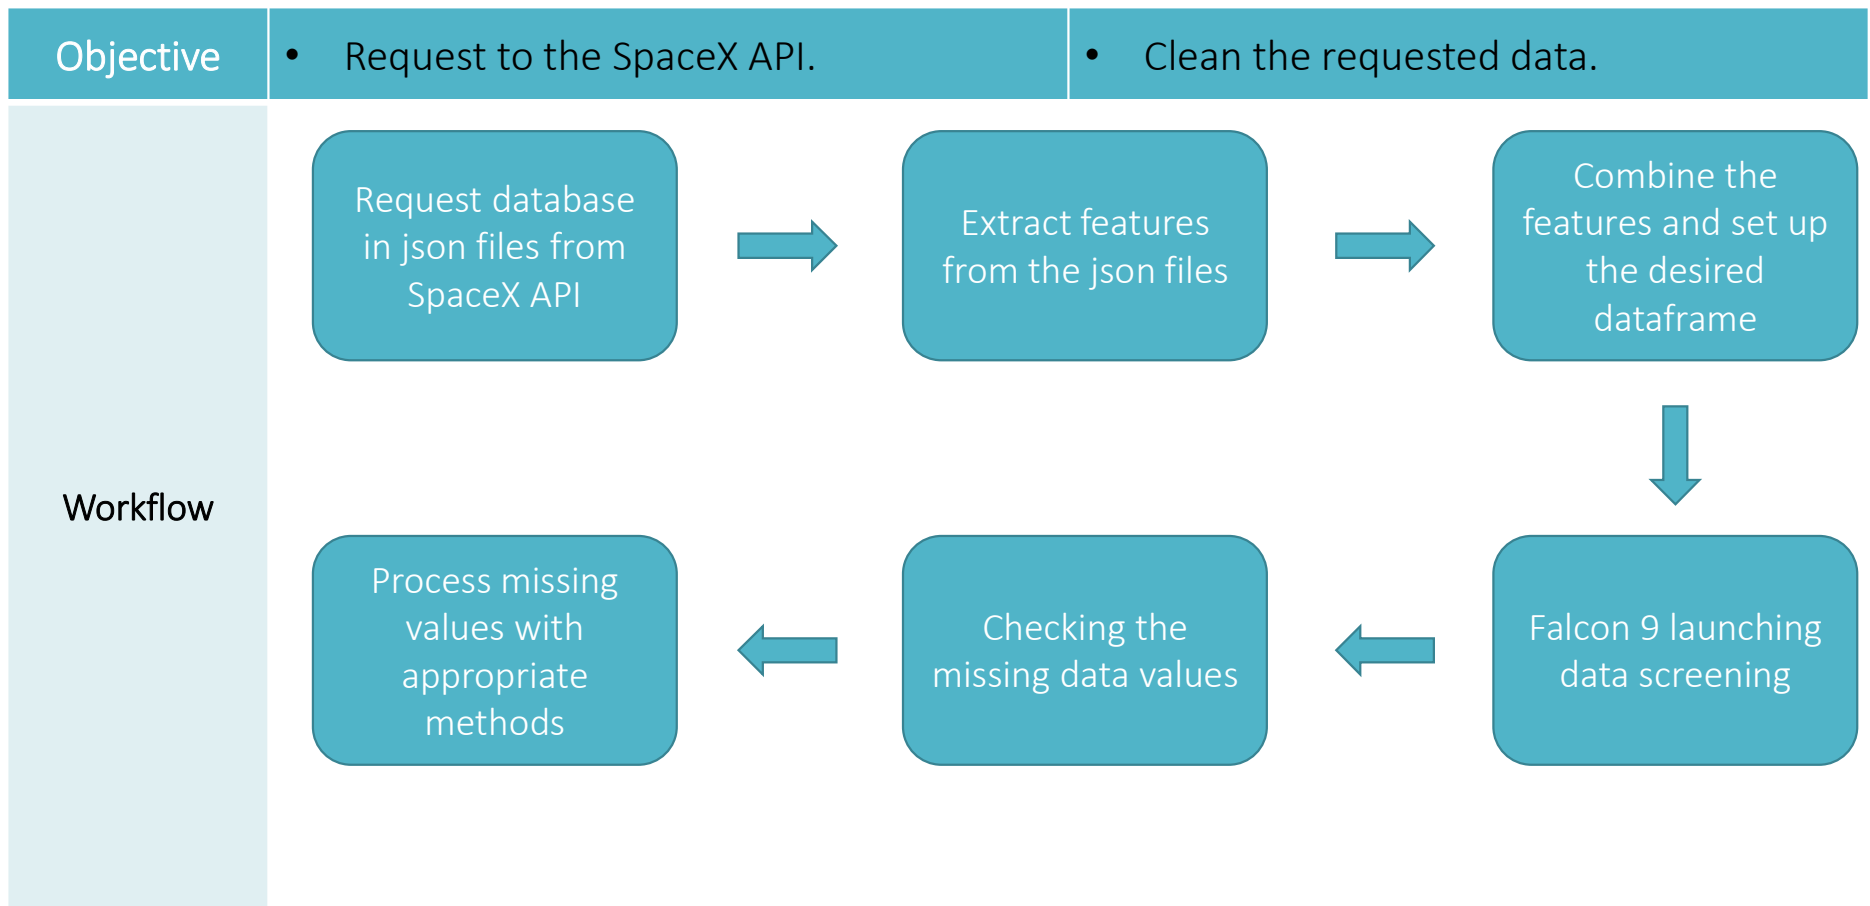 Objective
• Request to the SpaceX API.
• Clean the requested data.
Workflow
Request database
in json files from
SpaceX API
Extract features
from the json files
Combine the
features and set up
the desired
dataframe
Falcon 9 launching
data screening
Checking the
missing data values
Process missing
values with
appropriate
methods